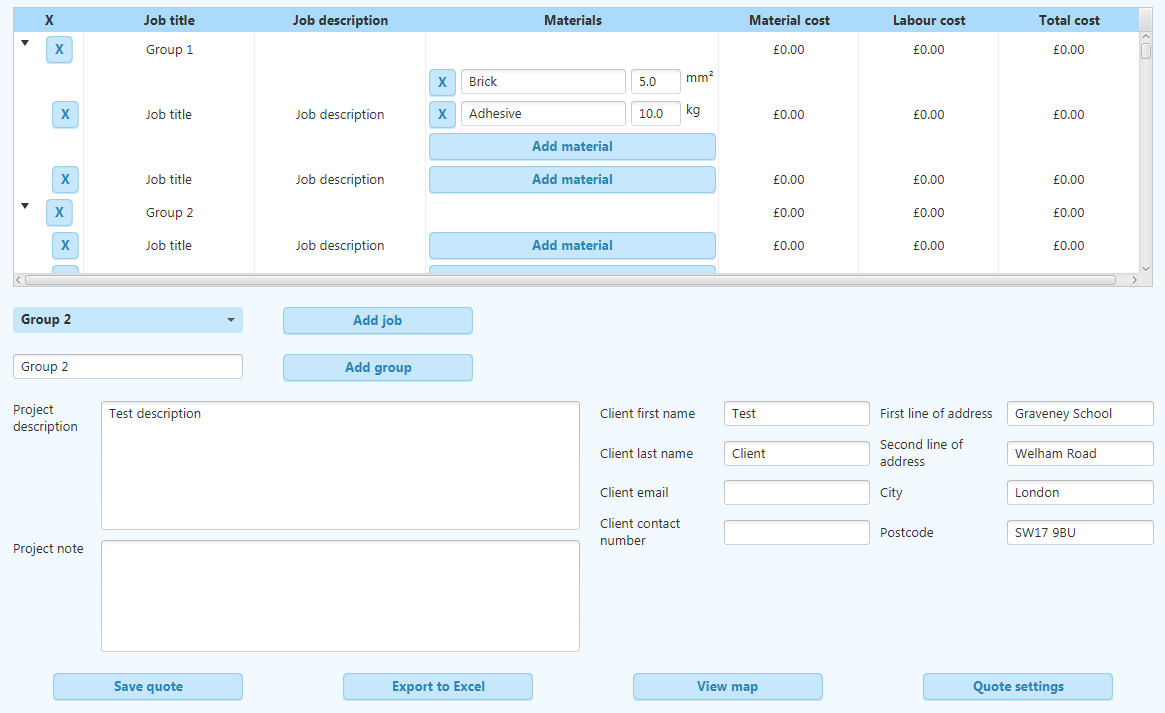 X Job title Job description Materials Material cost Labour cost Total cost
X Group 1 £0.00 £0.00 £0.00
X Brick 5.0 mm²
X Job title Job description X Adhesive 10.0 kg £0.00 £0.00 £0.00
Add material
X Job title Job description Add material £0.00 £0.00 £0.00
X Group 2 £0.00 £0.00 £0.00
X Job title Job description Add material £0.00 £0.00 £0.00
Group 2 Add job
Group 2 Add group
Project description
Test description
Client first name Test First line of address Graveney School
Client last name Client Second line of address Welham Road
Client email City London
Client contact number Postcode SW17 9BU
Project note
Save quote Export to Excel View map Quote settings